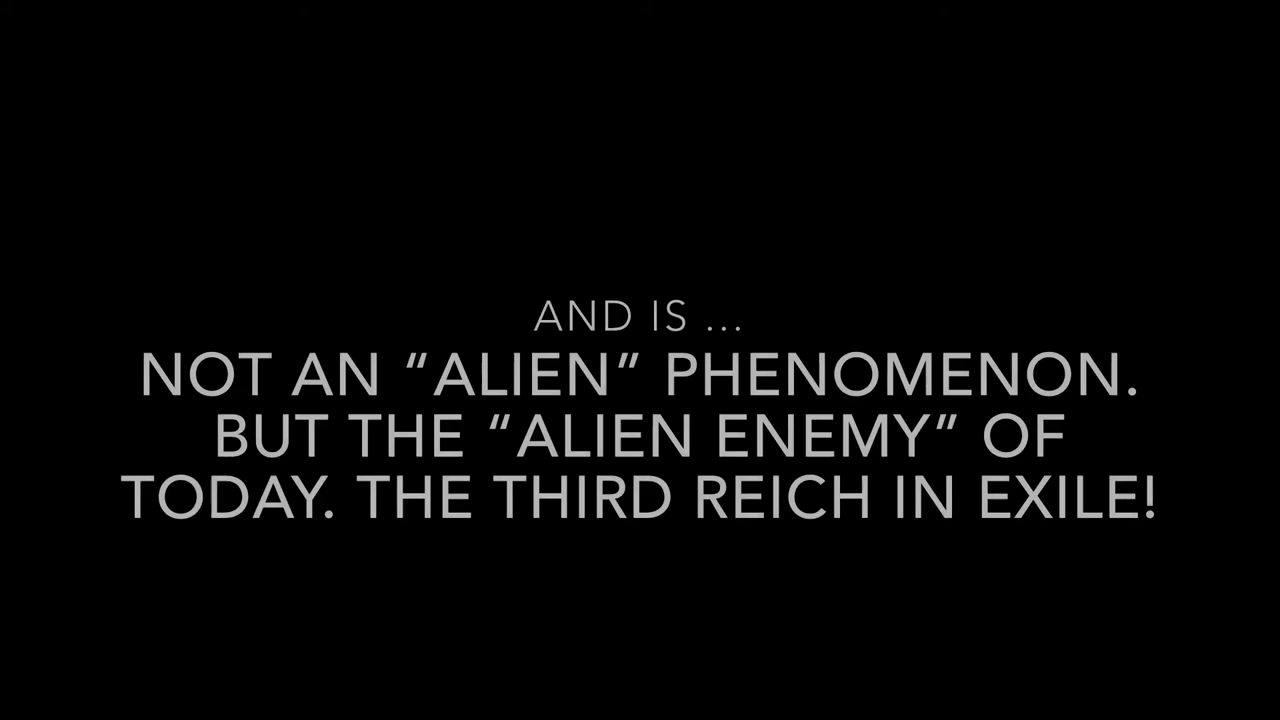 AND IS ...
NOT AN “ALIEN” PHENOMENON.
BUT THE “ALIEN ENEMY” OF
TODAY. THE THIRD REICH IN EXILE!